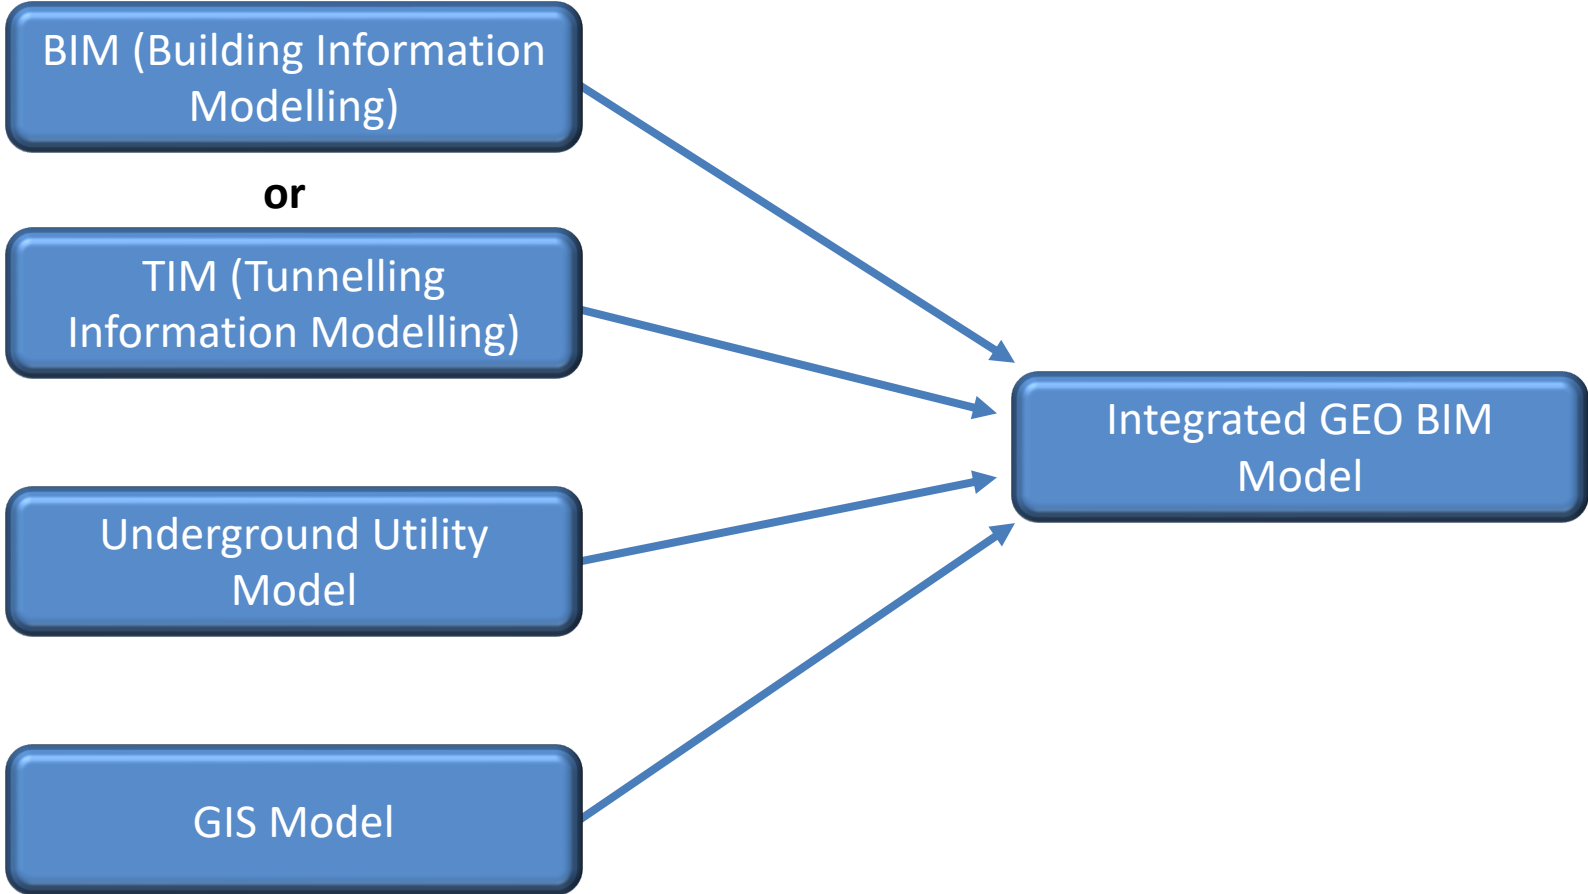 BIM (Building Information
Modelling)
or
TIM (Tunnelling
Information Modelling)
Underground Utility
Model
GIS Model
Integrated GEO BIM
Model